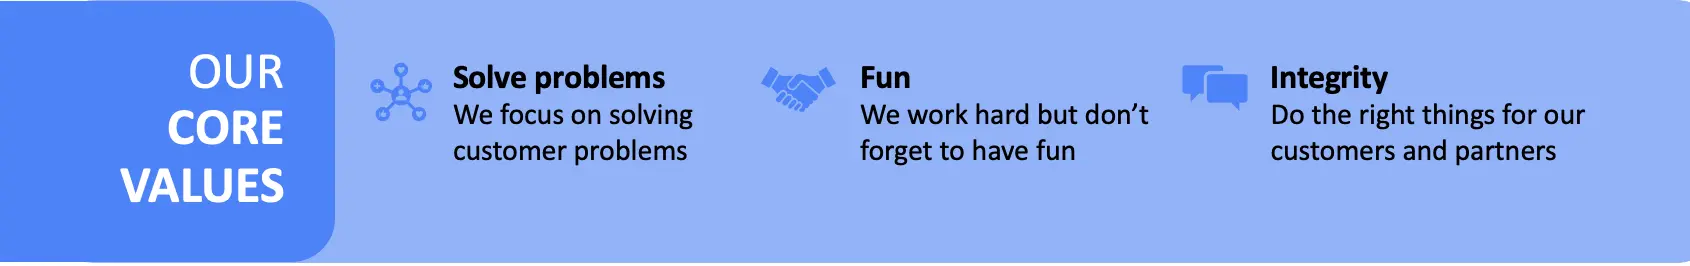 OUR
CORE
VALUES
Solve problems
We focus on solving
customer problems
Fun
We work hard but don’t
forget to have fun
Integrity
Do the right things for our
customers and partners